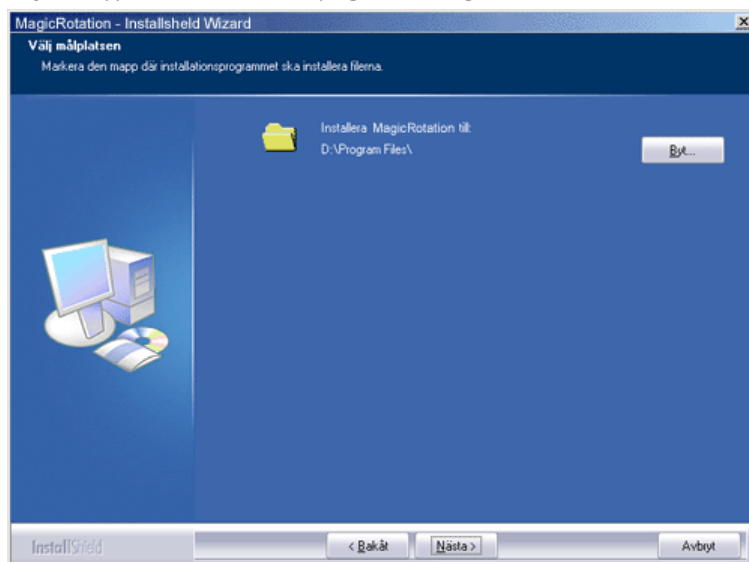 MagicRotation - Installsheld Wizard
Välj målplatsen
Markera den mapp där installationsprogrammet ska installera filerna.
Installera MagicRotation till:
D:\Program Files\
Byt...
InstallShield
< Bakåt
Nästa >
Avbryt